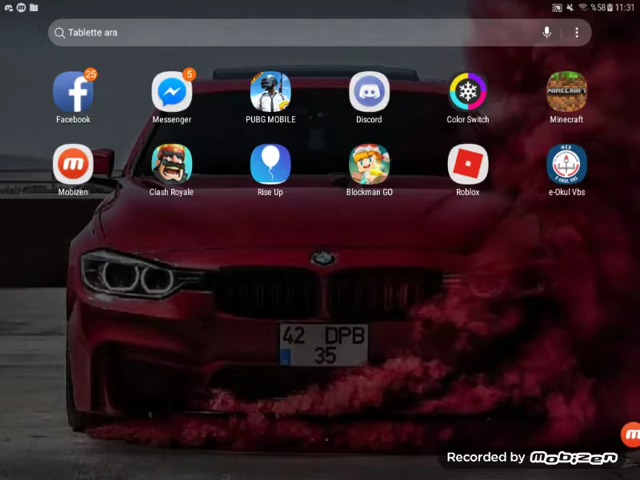 %58 11:31
Tablette ara
25
5
Facebook
Messenger
PUBG MOBILE
Discord
Color Switch
Minecraft
MINECRAFT
Mobizen
Clash Royale
Rise Up
Blockman GO
Roblox
e-Okul Vbs
42 DPB
35
Recorded by Mobizen